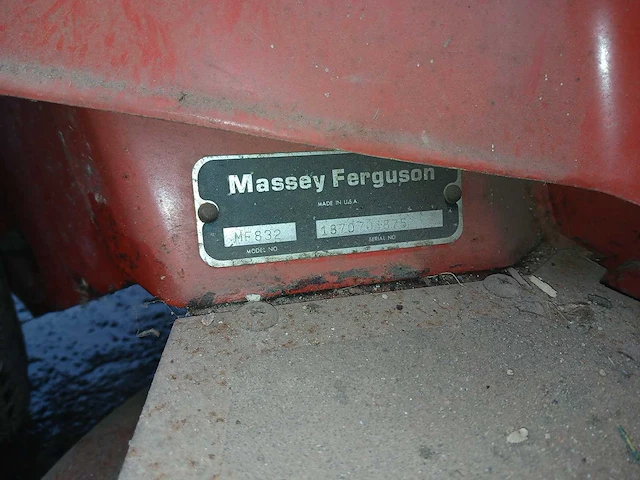 Massey Ferguson
MADE IN U.S.A.
MF832
MODEL NO
SERIAL NO